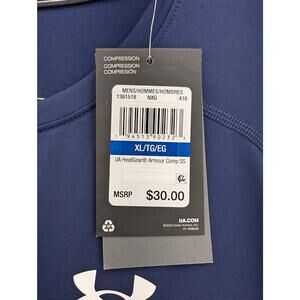 COMPRESSION
COMPRESSION
COMPRESIÓN
MENS/HOMMES/HOMBRES
1361518 NXG 410
XL/TG/EG
UA HeatGear® Armour Comp SS
MSRP $30.00
UA.COM